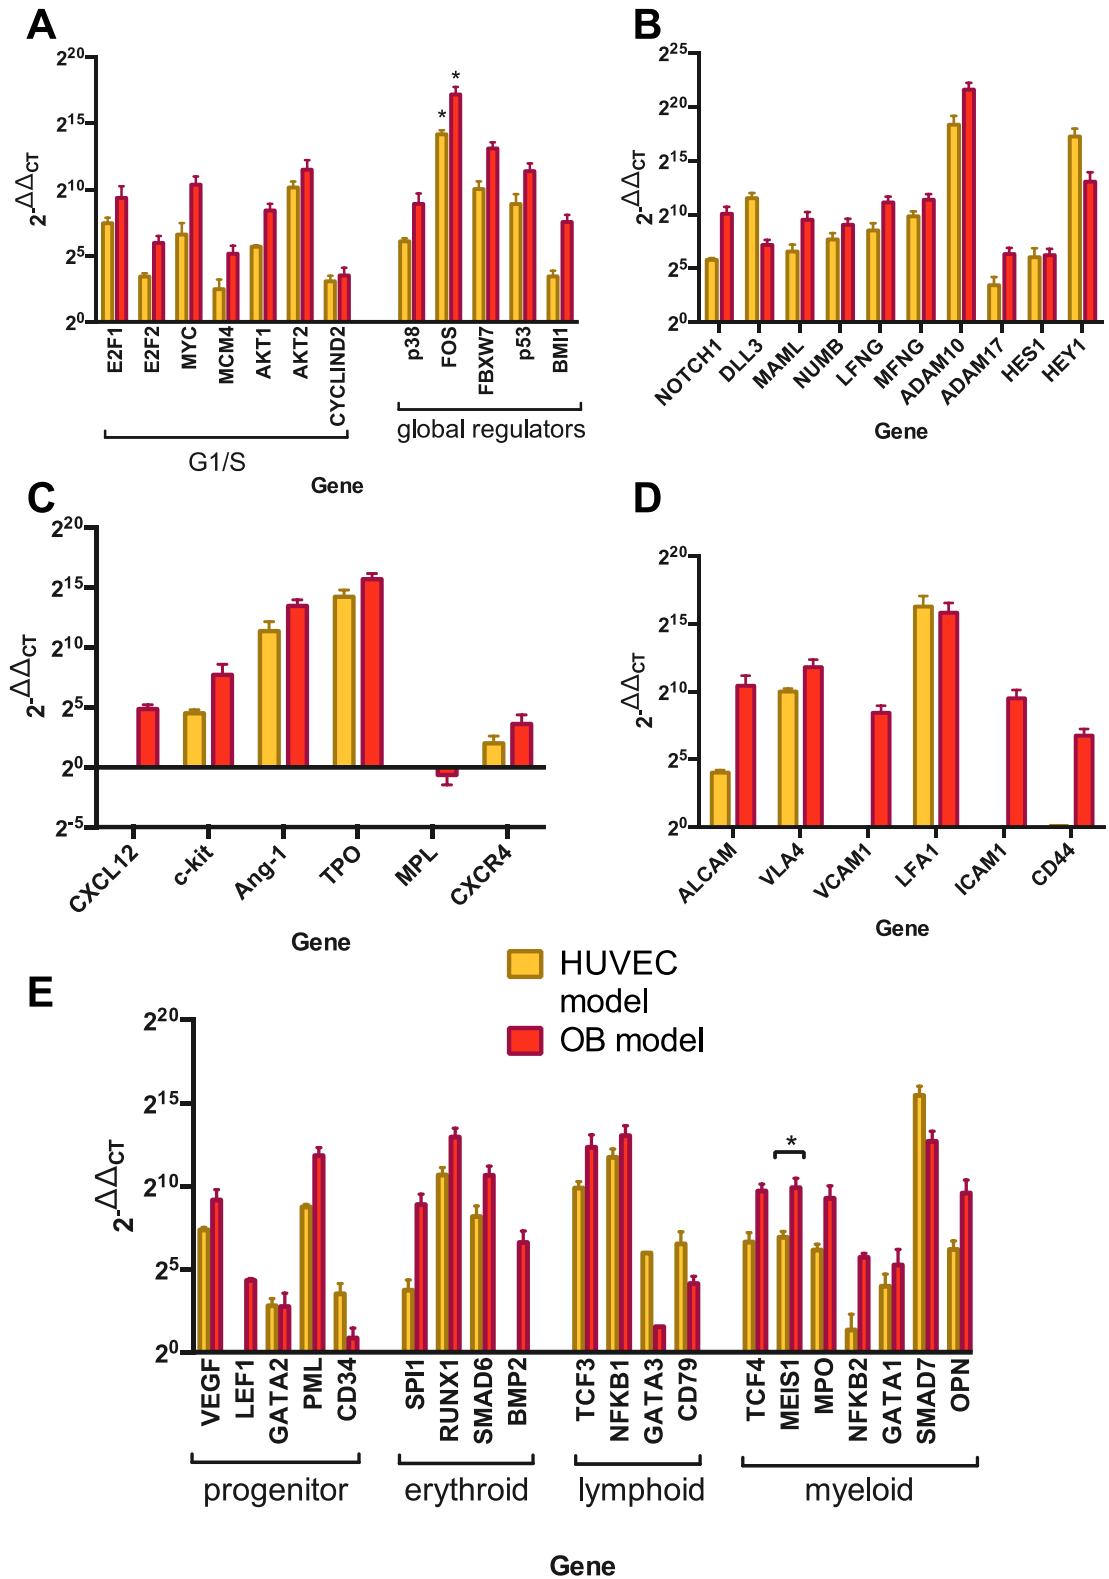 A
2^20
2^15
2^10
2^5
2^0
2^-ΔΔCT
* *
E2F1 E2F2 MYC MCM4 AKT1 AKT2 CYCLIND2 p38 FOS FBXW7 p53 BMI1
G1/S
global regulators
Gene
B
2^25
2^20
2^15
2^10
2^5
2^0
2^-ΔΔCT
NOTCH1 DLL3 MAML NUMB LFNG MFNG ADAM10 ADAM17 HES1 HEY1
Gene
C
2^20
2^15
2^10
2^5
2^0
2^-5
2^-ΔΔCT
CXCL12 c-kit Ang-1 TPO MPL CXCR4
Gene
D
2^20
2^15
2^10
2^5
2^0
2^-ΔΔCT
ALCAM VLA4 VCAM1 LFA1 ICAM1 CD44
Gene
HUVEC
model
OB model
E
2^20
2^15
2^10
2^5
2^0
2^-ΔΔCT
*
VEGF LEF1 GATA2 PML CD34 SPI1 RUNX1 SMAD6 BMP2 TCF3 NFKB1 GATA3 CD79 TCF4 MEIS1 MPO NFKB2 GATA1 SMAD7 OPN
progenitor erythroid lymphoid myeloid
Gene